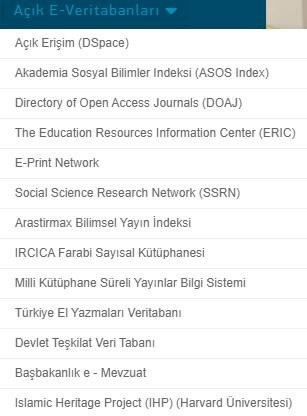 Açık E-Veritabanları
Açık Erişim (DSpace)
Akademia Sosyal Bilimler Indeksi (ASOS Index)
Directory of Open Access Journals (DOAJ)
The Education Resources Information Center (ERIC)
E-Print Network
Social Science Research Network (SSRN)
Arastirmax Bilimsel Yayın İndeksi
IRCICA Farabi Sayısal Kütüphanesi
Milli Kütüphane Süreli Yayınlar Bilgi Sistemi
Türkiye El Yazmaları Veritabanı
Devlet Teşkilat Veri Tabanı
Başbakanlık e - Mevzuat
Islamic Heritage Project (IHP) (Harvard Üniversitesi)